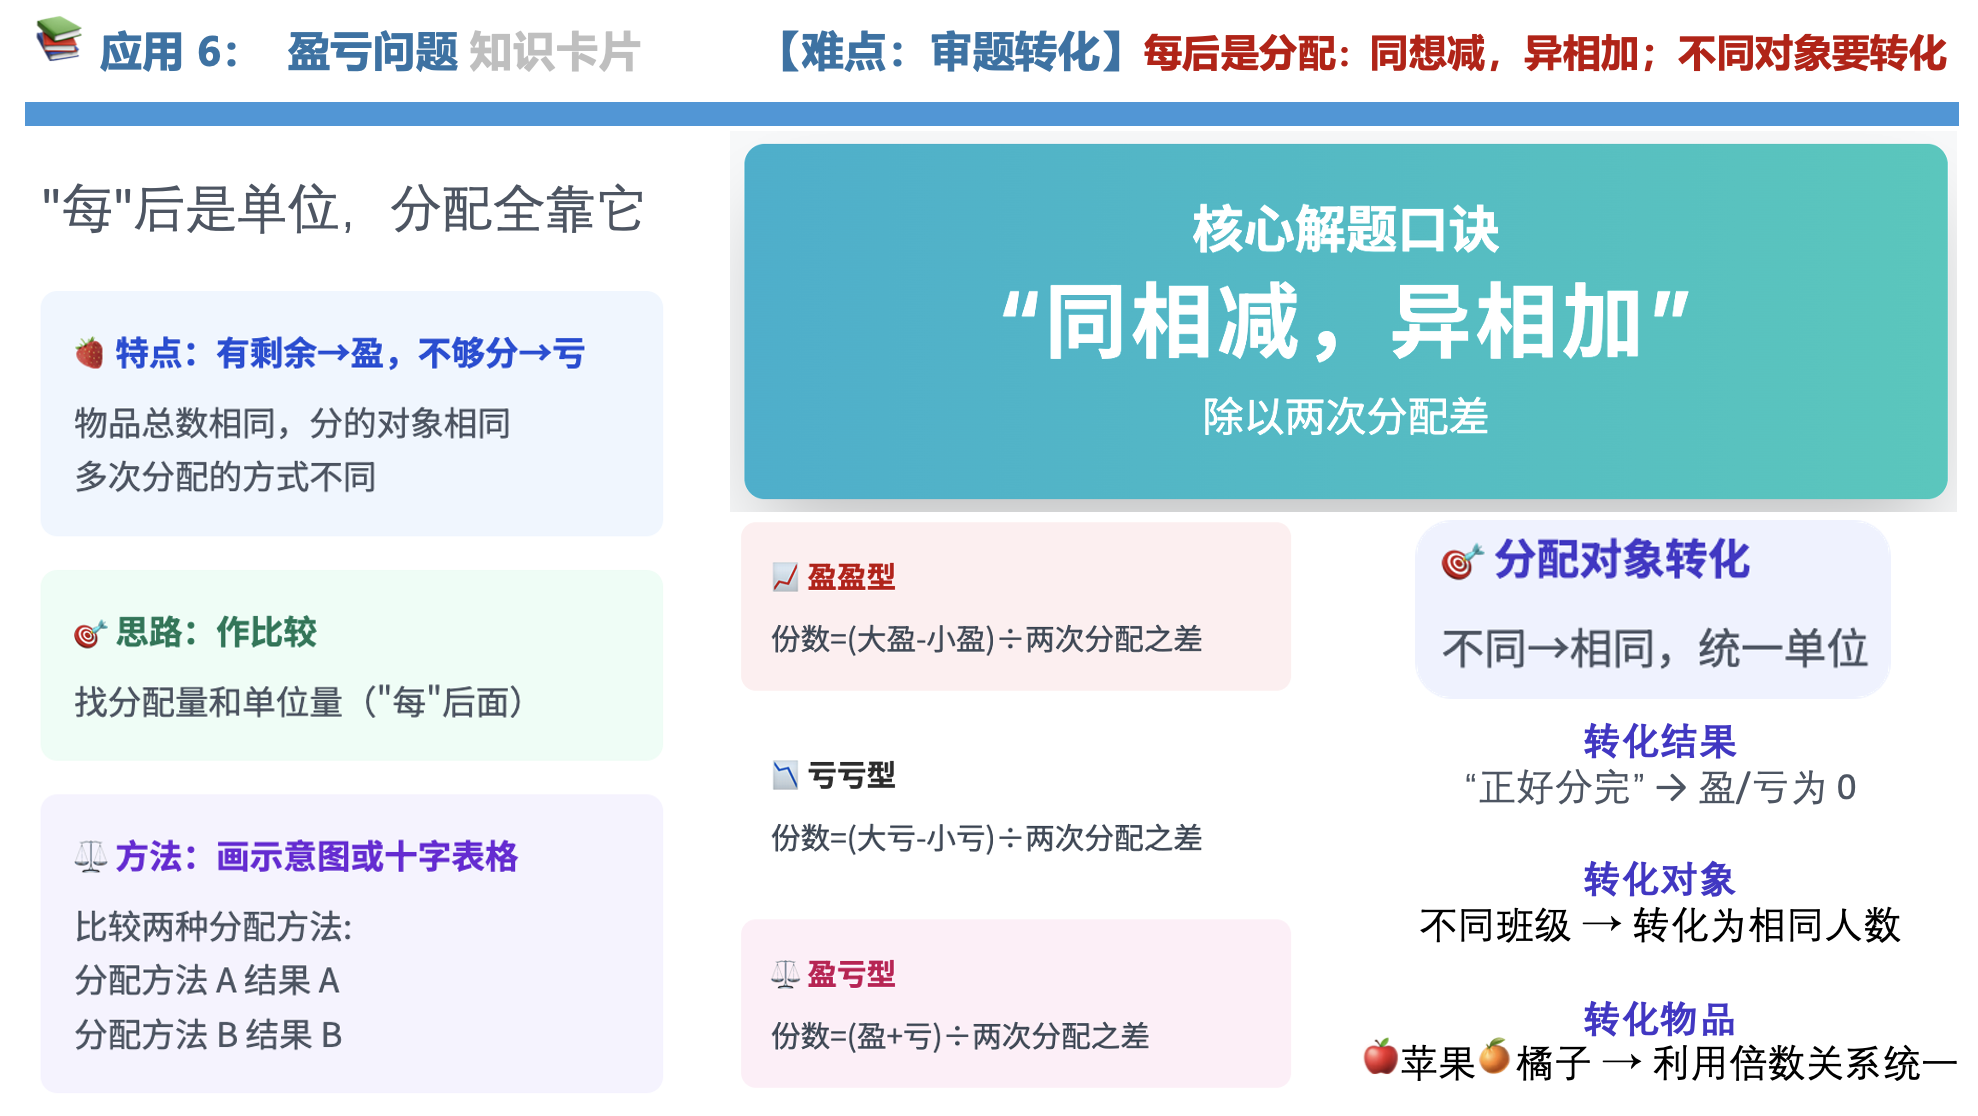 应用 6： 盈亏问题 知识卡片
【难点：审题转化】每后是分配：同想减，异相加；不同对象要转化
"每"后是单位，分配全靠它
特点：有剩余→盈，不够分→亏
物品总数相同，分的对象相同
多次分配的方式不同
思路：作比较
找分配量和单位量（"每"后面）
方法：画示意图或十字表格
比较两种分配方法:
分配方法 A 结果 A
分配方法 B 结果 B
核心解题口诀
“同相减，异相加”
除以两次分配差
盈盈型
份数=(大盈-小盈)÷两次分配之差
亏亏型
份数=(大亏-小亏)÷两次分配之差
盈亏型
份数=(盈+亏)÷两次分配之差
分配对象转化
不同→相同，统一单位
转化结果
“正好分完” → 盈/亏为 0
转化对象
不同班级 → 转化为相同人数
转化物品
苹果 橘子 → 利用倍数关系统一